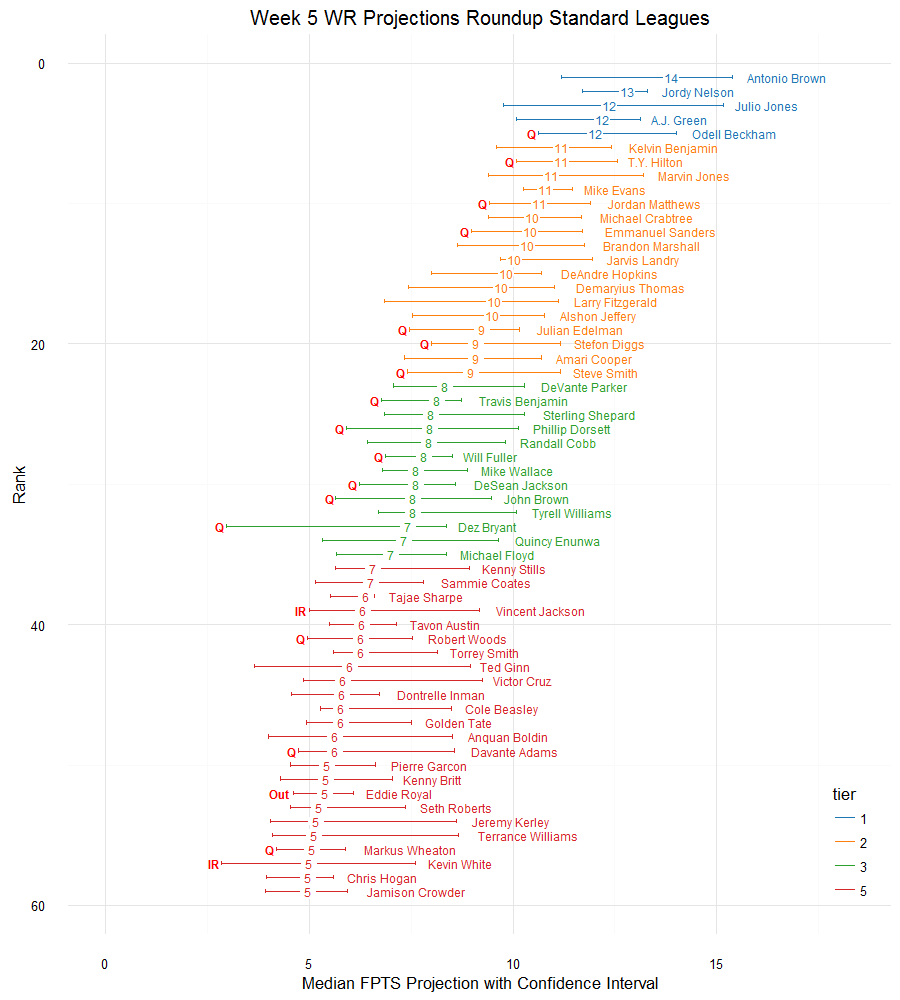 Week 5 WR Projections Roundup Standard Leagues
0
14 Antonio Brown
13 Jordy Nelson
12 Julio Jones
12 A.J. Green
Q 12 Odell Beckham
11 Kelvin Benjamin
Q 11 T.Y. Hilton
11 Marvin Jones
11 Mike Evans
Q 11 Jordan Matthews
10 Michael Crabtree
Q 10 Emmanuel Sanders
10 Brandon Marshall
10 Jarvis Landry
10 DeAndre Hopkins
10 Demaryius Thomas
10 Larry Fitzgerald
10 Alshon Jeffery
Q 9 Julian Edelman
20 Q 9 Stefon Diggs
9 Amari Cooper
Q 9 Steve Smith
8 DeVante Parker
Q 8 Travis Benjamin
8 Sterling Shepard
Q 8 Phillip Dorsett
8 Randall Cobb
Q 8 Will Fuller
8 Mike Wallace
Q 8 DeSean Jackson
Rank
Q 8 John Brown
8 Tyrell Williams
Q 7 Dez Bryant
7 Quincy Enunwa
7 Michael Floyd
7 Kenny Stills
7 Sammie Coates
6 Tajae Sharpe
IR 6 Vincent Jackson
40 6 Tavon Austin
Q 6 Robert Woods
6 Torrey Smith
6 Ted Ginn
6 Victor Cruz
6 Dontrelle Inman
6 Cole Beasley
6 Golden Tate
6 Anquan Boldin
Q 6 Davante Adams
5 Pierre Garcon
5 Kenny Britt
Out 5 Eddie Royal
5 Seth Roberts
5 Jeremy Kerley
5 Terrance Williams
Q 5 Markus Wheaton
IR 5 Kevin White
5 Chris Hogan
5 Jamison Crowder
60
tier
1
2
3
5
0 5 10 15
Median FPTS Projection with Confidence Interval